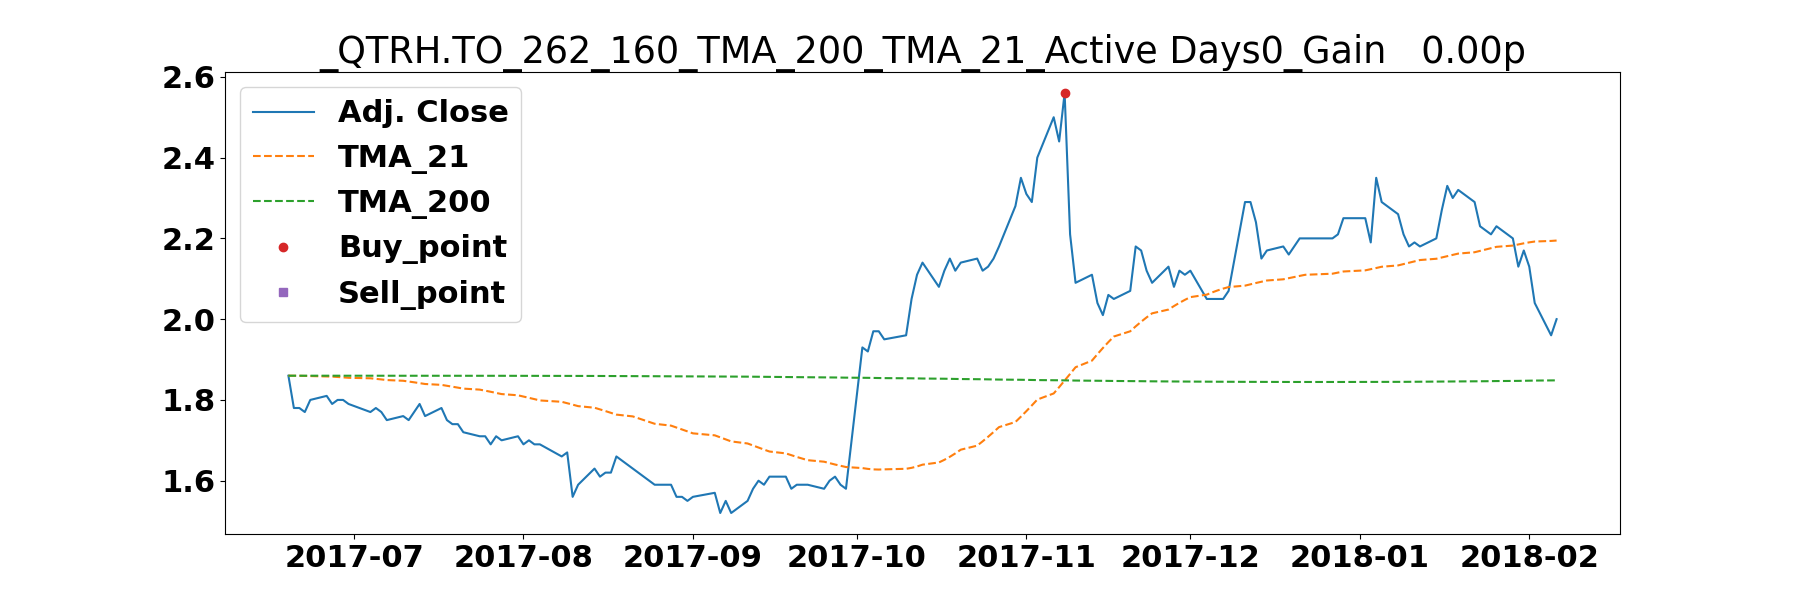 _QTRH.TO_262_160_TMA_200_TMA_21_Active Days0_Gain   0.00p
2.6
2.4
2.2
2.0
1.8
1.6
Adj. Close
TMA_21
TMA_200
Buy_point
Sell_point
2017-07 2017-08 2017-09 2017-10 2017-11 2017-12 2018-01 2018-02